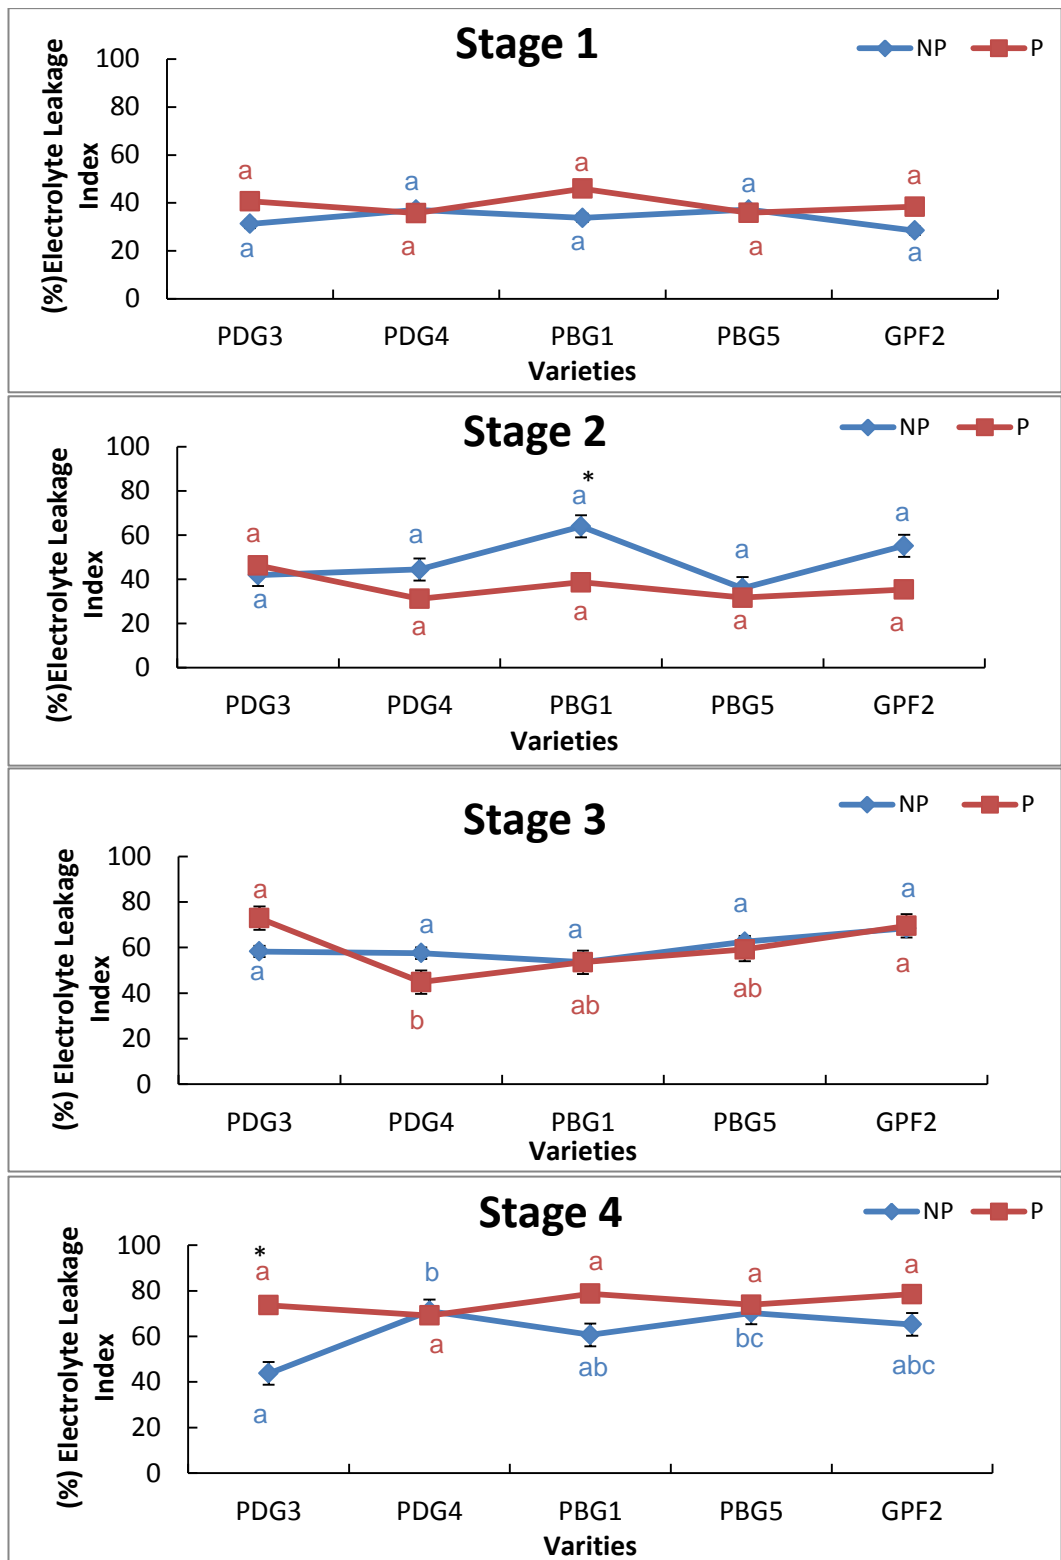 Stage 1
NP P
(%)Electrolyte Leakage
Index
100
80
60
40
20
0
a a a a a
a a a a a
PDG3 PDG4 PBG1 PBG5 GPF2
Varieties
Stage 2
NP P
(%)Electrolyte Leakage
Index
100
80
60
40
20
0
*
a a a a a
a a a a a
PDG3 PDG4 PBG1 PBG5 GPF2
Varieties
Stage 3
NP P
(%) Electrolyte Leakage
Index
100
80
60
40
20
0
a a a a a
a b ab ab a
PDG3 PDG4 PBG1 PBG5 GPF2
Varieties
Stage 4
NP P
(%) Electrolyte Leakage
Index
100
80
60
40
20
0
*
a b a a a
a a ab bc abc
PDG3 PDG4 PBG1 PBG5 GPF2
Varities